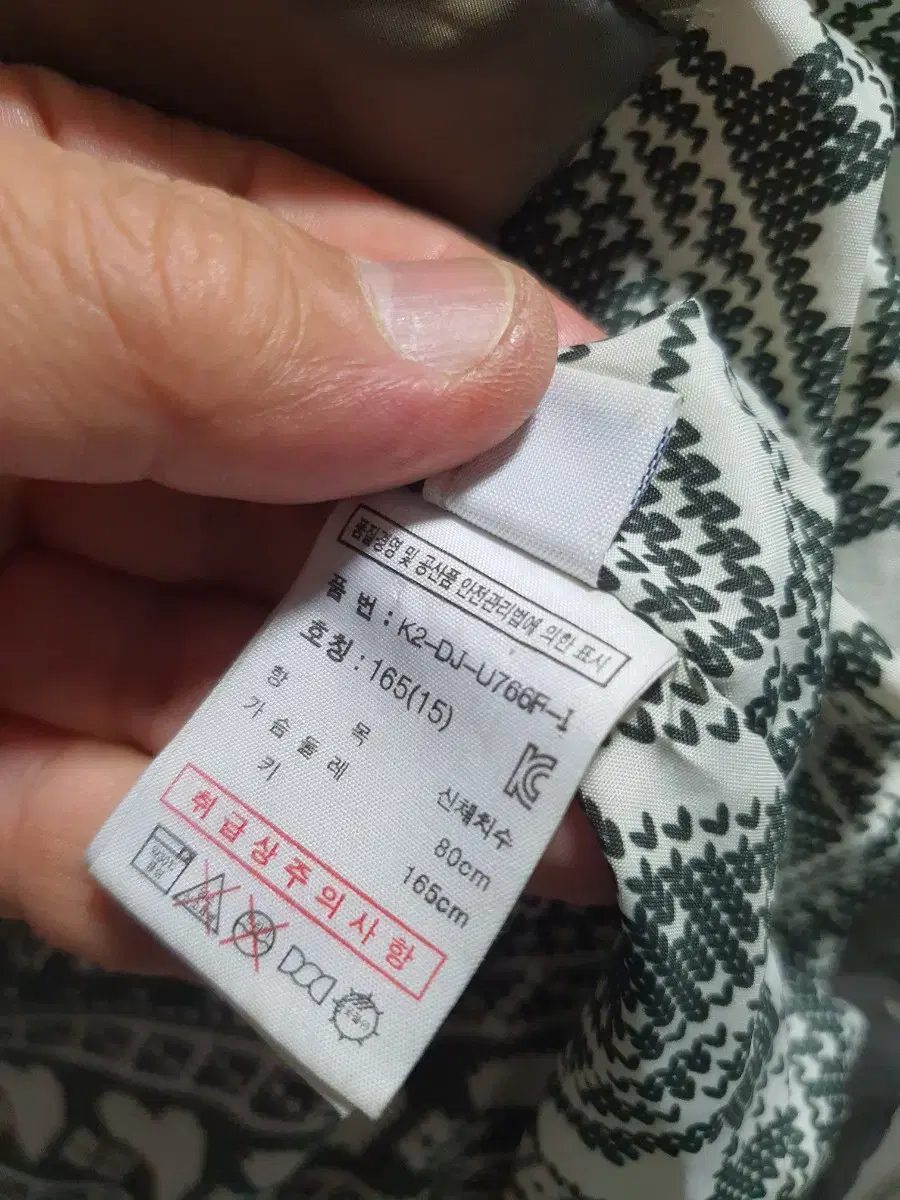 품질경영 및 공산품 안전관리법에 의한 표시
품 번 : K2-DJ-U766F-I
호칭 : 165(15)
항 목 신체치수
가슴둘레 80cm
키 165cm
취급상주의사항